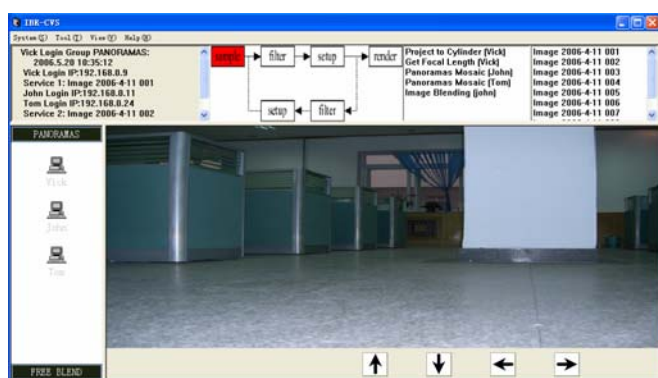 IBR-CVS
System(S) Tool(T) View(V) Help(H)
Vick Login Group PANORAMAS:
2006.5.20 10:35:12
Vick Login IP:192.168.0.9
Service 1: Image 2006-4-11 001
John Login IP:192.168.0.11
Tom Login IP:192.168.0.24
Service 2: Image 2006-4-11 002
sample filter setup render
setup filter
Project to Cylinder (Vick)
Get Focal Length (Vick)
Panoramas Mosaic (John)
Panoramas Mosaic (Tom)
Image Blending (john)
Image 2006-4-11 001
Image 2006-4-11 002
Image 2006-4-11 003
Image 2006-4-11 004
Image 2006-4-11 005
Image 2006-4-11 006
Image 2006-4-11 007
PANORAMAS
Vick
John
Tom
FREE BLEND